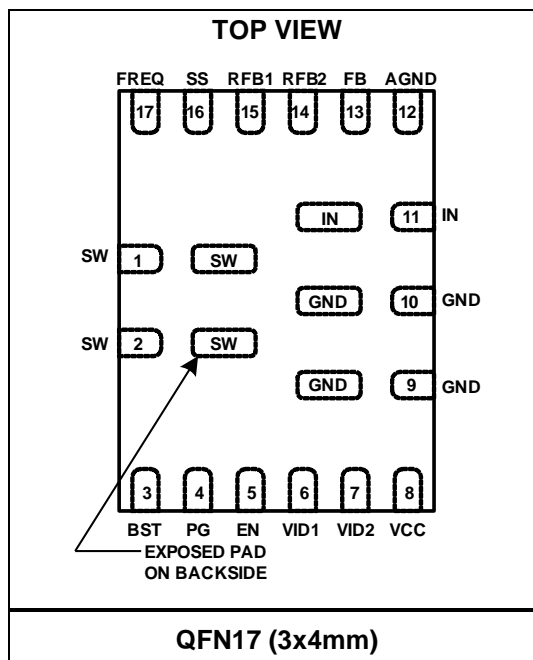 TOP VIEW
FREQ SS RFB1 RFB2 FB AGND
17 16 15 14 13 12
IN 11 IN
SW 1 SW
GND 10 GND
SW 2 SW
GND 9 GND
3 4 5 6 7 8
BST PG EN VID1 VID2 VCC
EXPOSED PAD
ON BACKSIDE
QFN17 (3x4mm)